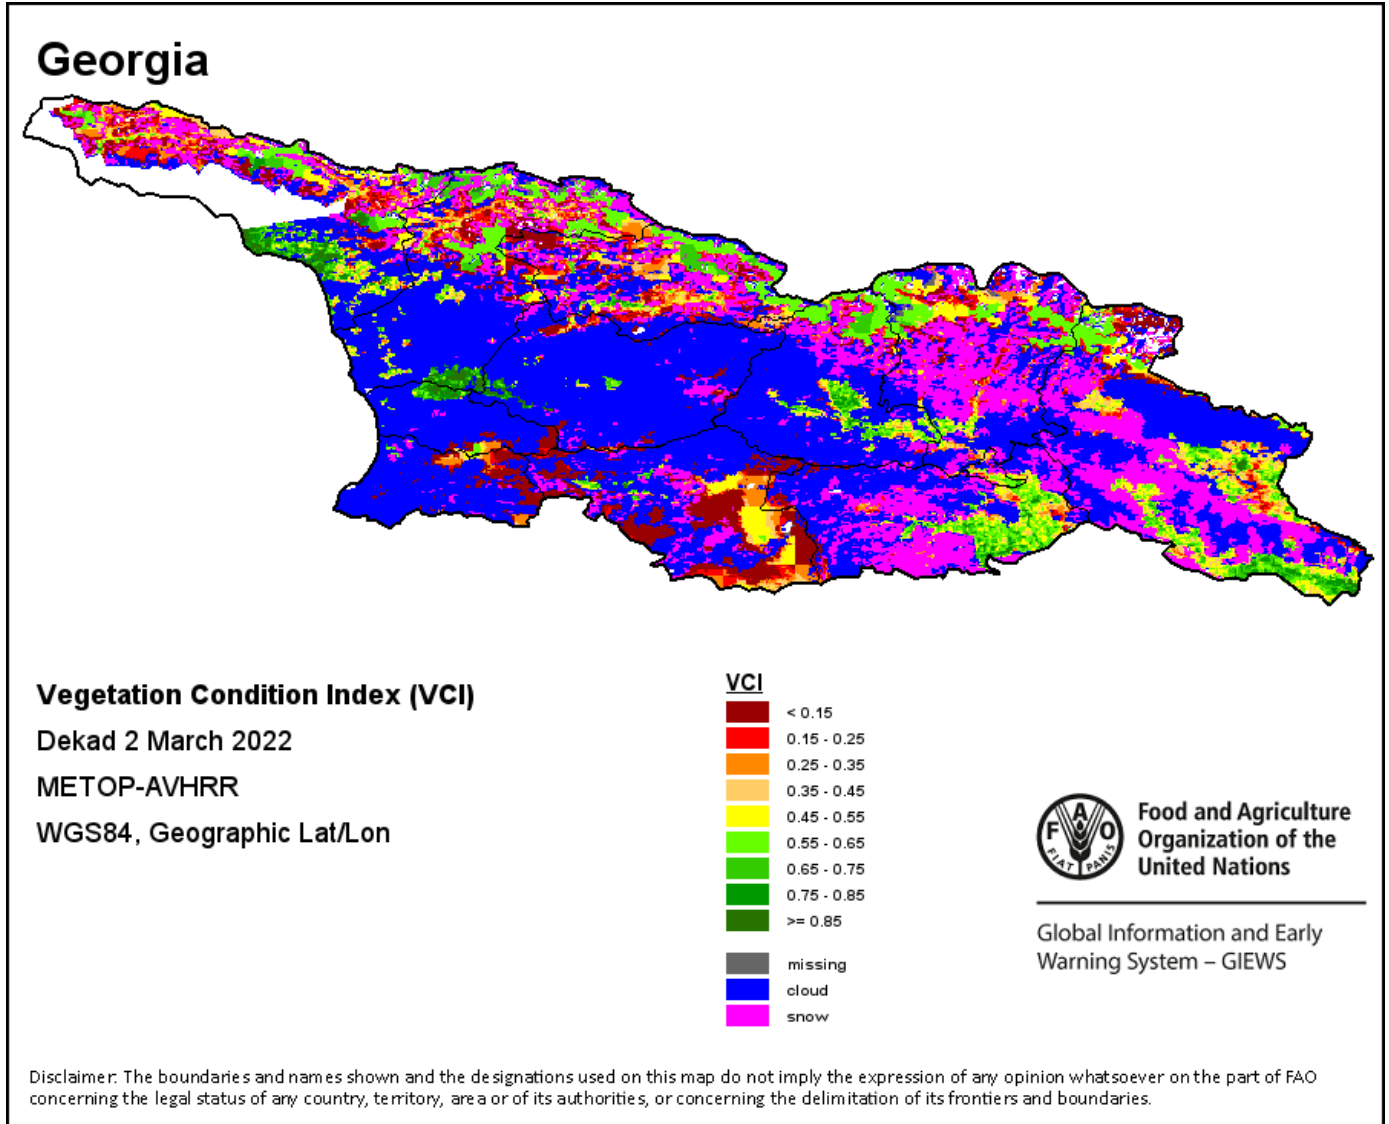 Georgia
Vegetation Condition Index (VCI)
Dekad 2 March 2022
METOP-AVHRR
WGS84, Geographic Lat/Lon
VCI
< 0.15
0.15 - 0.25
0.25 - 0.35
0.35 - 0.45
0.45 - 0.55
0.55 - 0.65
0.65 - 0.75
0.75 - 0.85
>= 0.85
missing
cloud
snow
F A O
FIAT PANIS
Food and Agriculture
Organization of the
United Nations
Global Information and Early
Warning System – GIEWS
Disclaimer: The boundaries and names shown and the designations used on this map do not imply the expression of any opinion whatsoever on the part of FAO
concerning the legal status of any country, territory, area or of its authorities, or concerning the delimitation of its frontiers and boundaries.